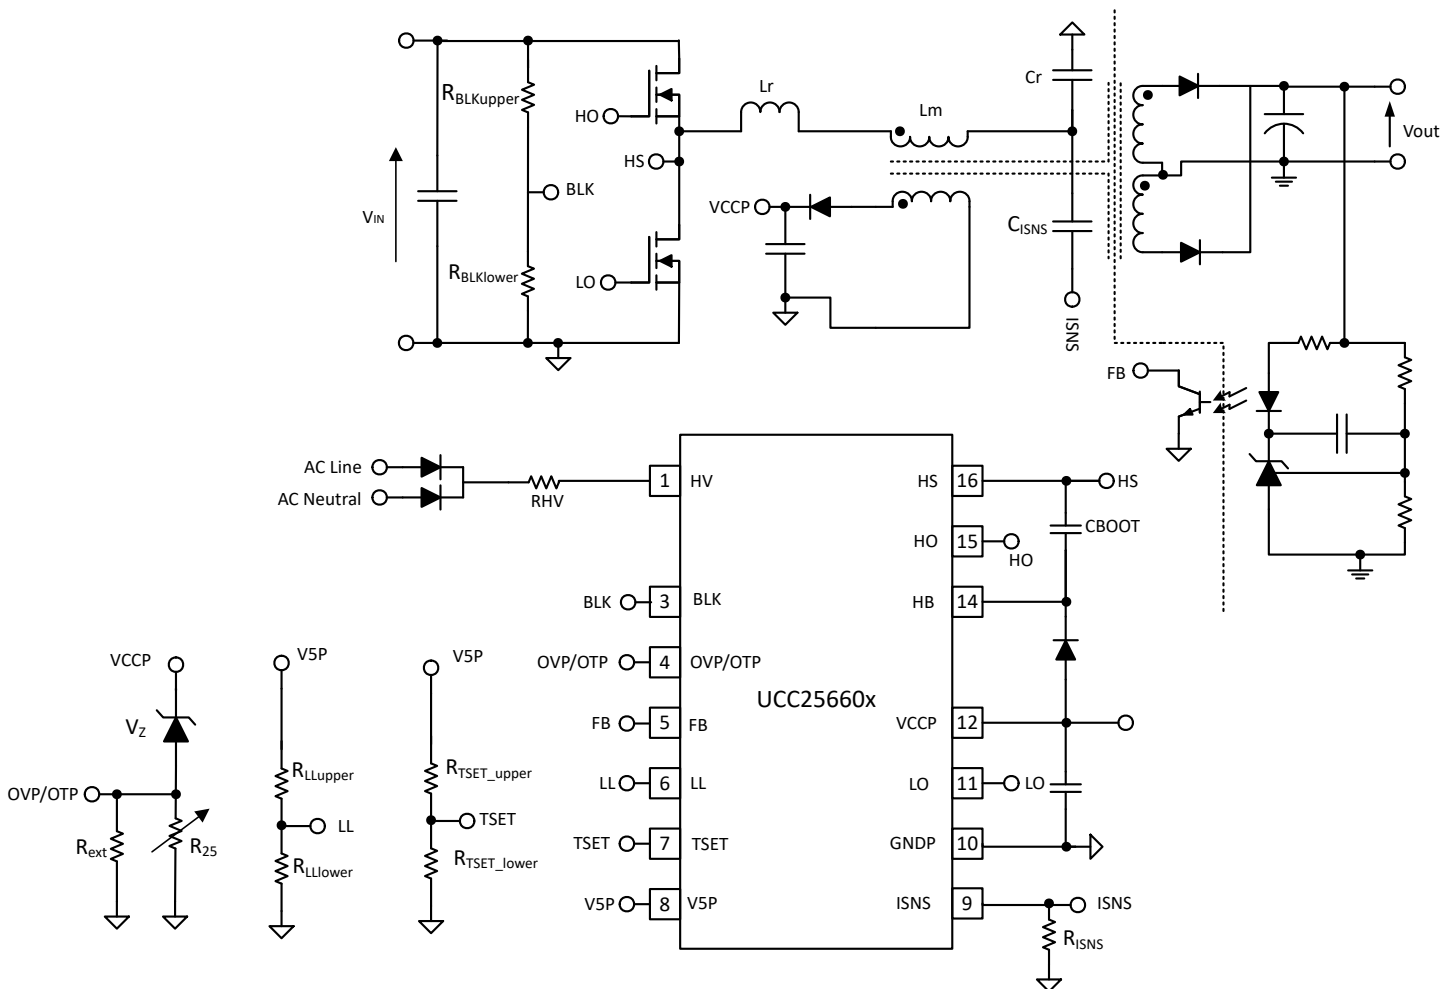 Cr
Lr
Lm
RBLKupper
HO
HS
BLK
VIN
VCCP
CISNS
Vout
RBLKlower
LO
ISNS
FB
AC Line
AC Neutral
RHV
1 HV
HS 16
HS
CBOOT
HO 15
HO
BLK
3 BLK
HB 14
OVP/OTP
4 OVP/OTP
UCC25660x
FB
5 FB
VCCP 12
LL
6 LL
LO 11
LO
TSET
7 TSET
GNDP 10
V5P
8 V5P
ISNS 9
ISNS
RISNS
VCCP
VZ
OVP/OTP
Rext
R25
V5P
RLLupper
LL
RLLlower
V5P
RTSET_upper
TSET
RTSET_lower